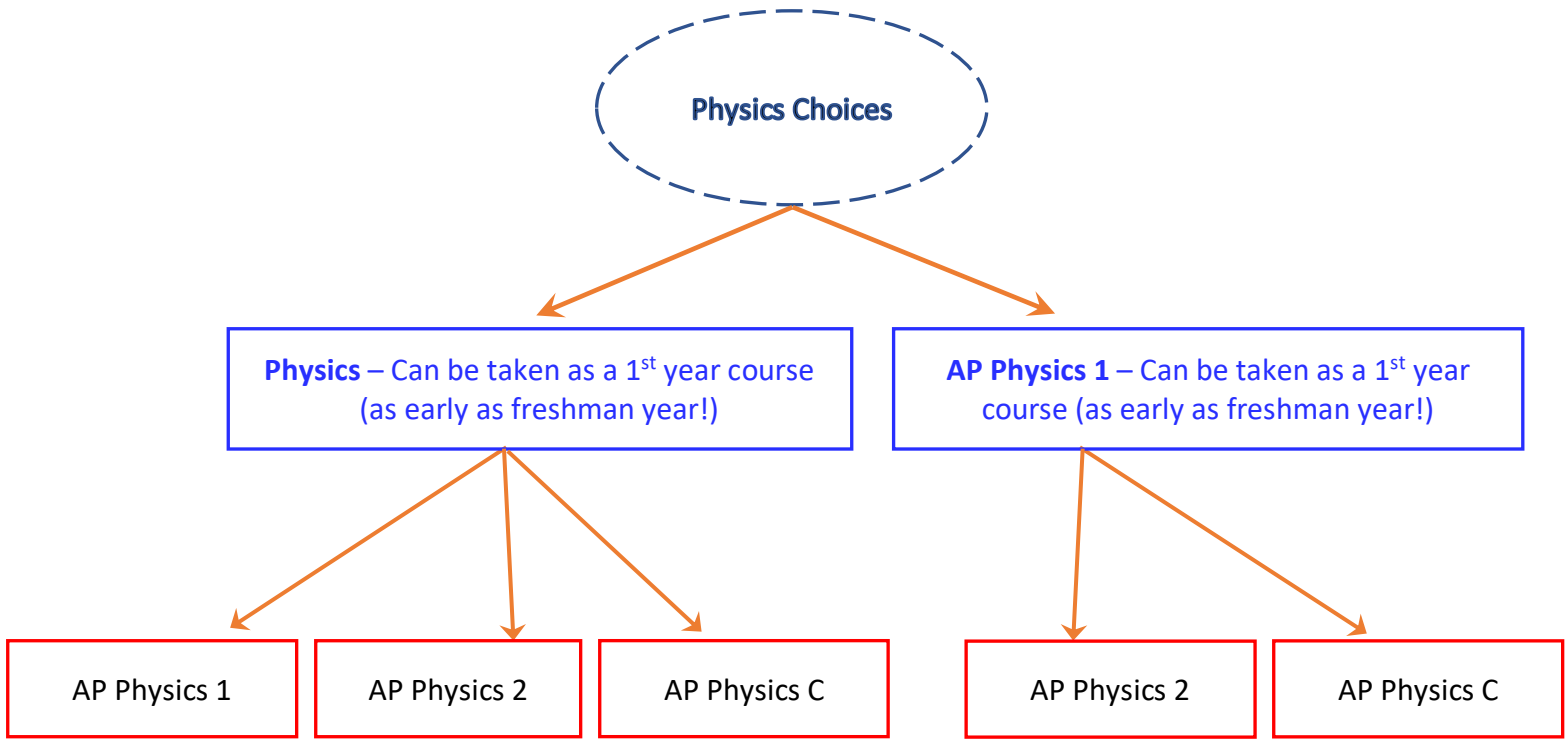 Physics Choices
Physics – Can be taken as a 1st year course
(as early as freshman year!)
AP Physics 1 – Can be taken as a 1st year
course (as early as freshman year!)
AP Physics 1
AP Physics 2
AP Physics C
AP Physics 2
AP Physics C